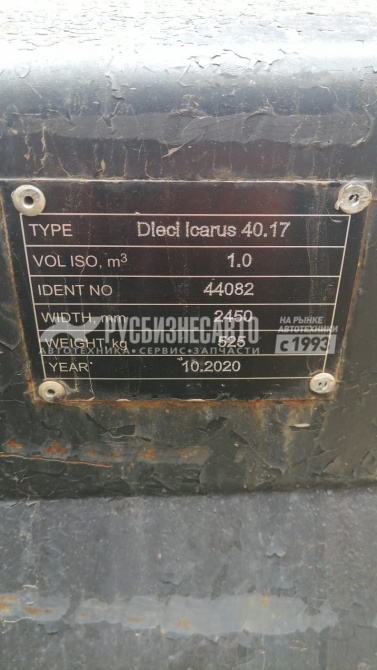 TYPE Dieci Icarus 40.17
VOL ISO, m³ 1.0
IDENT NO 44082
WIDTH, mm 2450
РУСБИЗНЕСАВТО
НА РЫНКЕ
АВТОТЕХНИКИ
WEIGHT, kg 525
с 1993
АВТОТЕХНИКА • СЕРВИС • ЗАПЧАСТИ
YEAR 10.2020